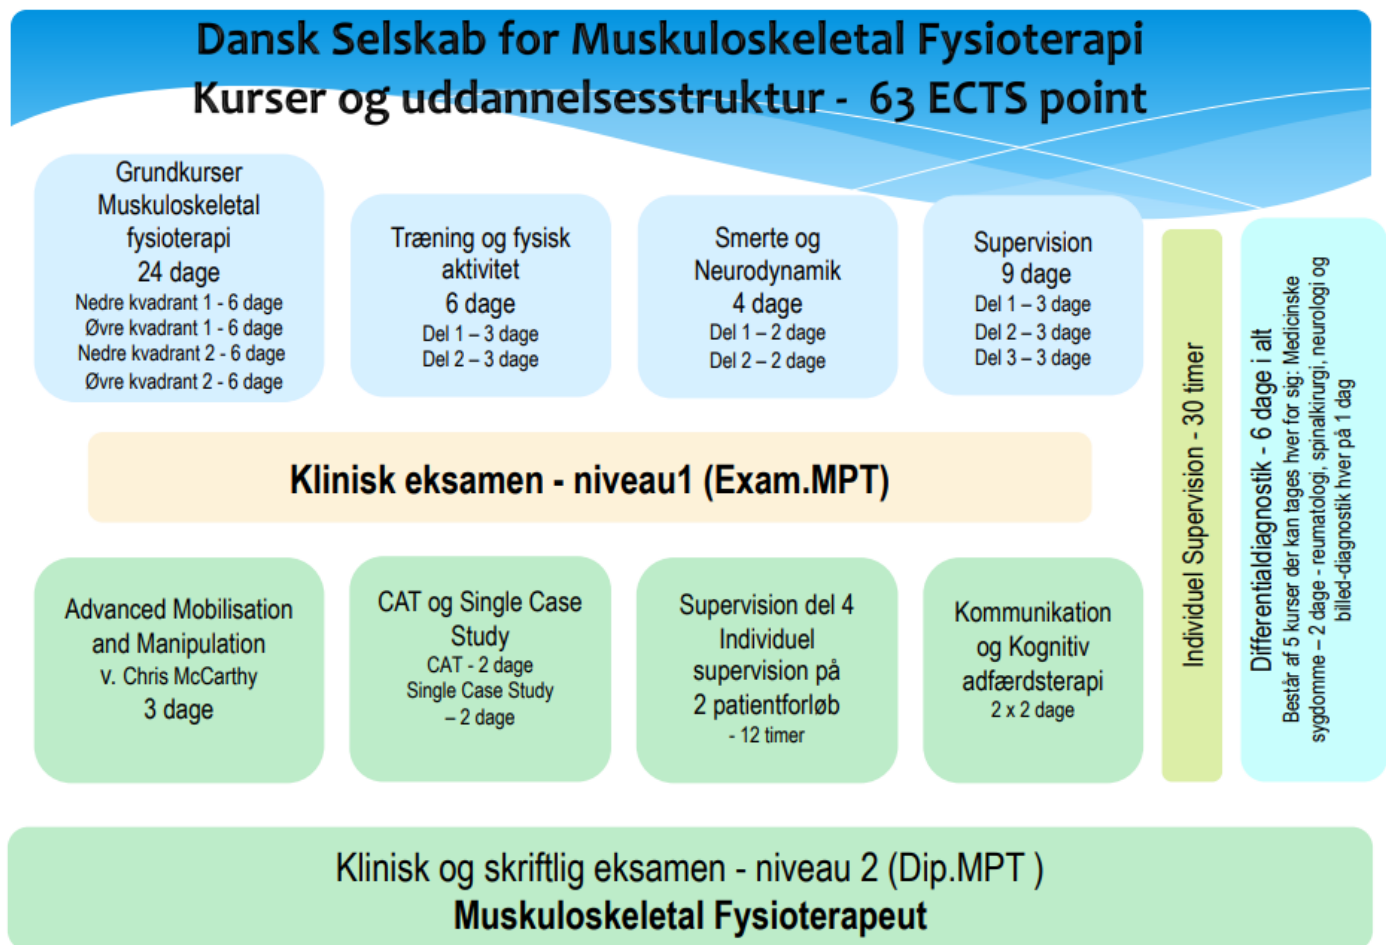 Dansk Selskab for Muskuloskeletal Fysioterapi
Kurser og uddannelsesstruktur - 63 ECTS point
Grundkurser
Muskuloskeletal
fysioterapi
24 dage
Nedre kvadrant 1 - 6 dage
Øvre kvadrant 1 - 6 dage
Nedre kvadrant 2 - 6 dage
Øvre kvadrant 2 - 6 dage
Træning og fysisk
aktivitet
6 dage
Del 1 – 3 dage
Del 2 – 3 dage
Smerte og
Neurodynamik
4 dage
Del 1 – 2 dage
Del 2 – 2 dage
Supervision
9 dage
Del 1 – 3 dage
Del 2 – 3 dage
Del 3 – 3 dage
Klinisk eksamen - niveau1 (Exam.MPT)
Advanced Mobilisation
and Manipulation
v. Chris McCarthy
3 dage
CAT og Single Case
Study
CAT - 2 dage
Single Case Study
– 2 dage
Supervision del 4
Individuel
supervision på
2 patientforløb
- 12 timer
Kommunikation
og Kognitiv
adfærdsterapi
2 x 2 dage
Individuel Supervision - 30 timer
Differentialdiagnostik - 6 dage i alt
Består af 5 kurser der kan tages hver for sig: Medicinske
sygdomme – 2 dage - reumatologi, spinalkirurgi, neurologi og
billed-diagnostik hver på 1 dag
Klinisk og skriftlig eksamen - niveau 2 (Dip.MPT )
Muskuloskeletal Fysioterapeut